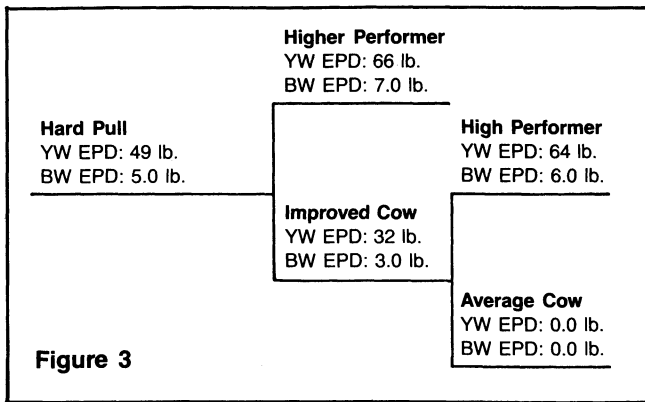 Higher Performer
YW EPD: 66 lb.
BW EPD: 7.0 lb.
Hard Pull
YW EPD: 49 lb.
BW EPD: 5.0 lb.
High Performer
YW EPD: 64 lb.
BW EPD: 6.0 lb.
Improved Cow
YW EPD: 32 lb.
BW EPD: 3.0 lb.
Average Cow
YW EPD: 0.0 lb.
BW EPD: 0.0 lb.
Figure 3